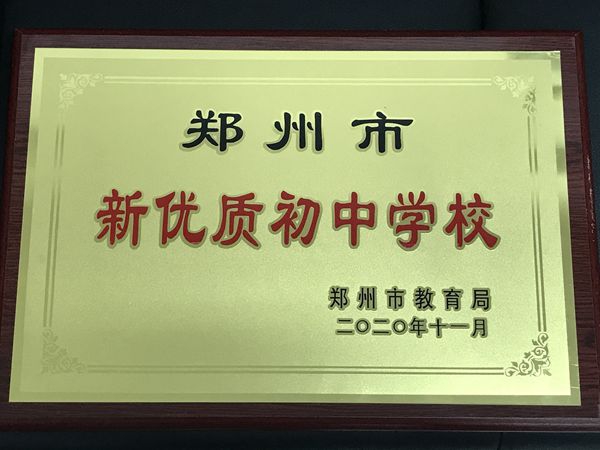 郑州市
新优质初中学校
郑州市教育局
二〇二〇年十一月